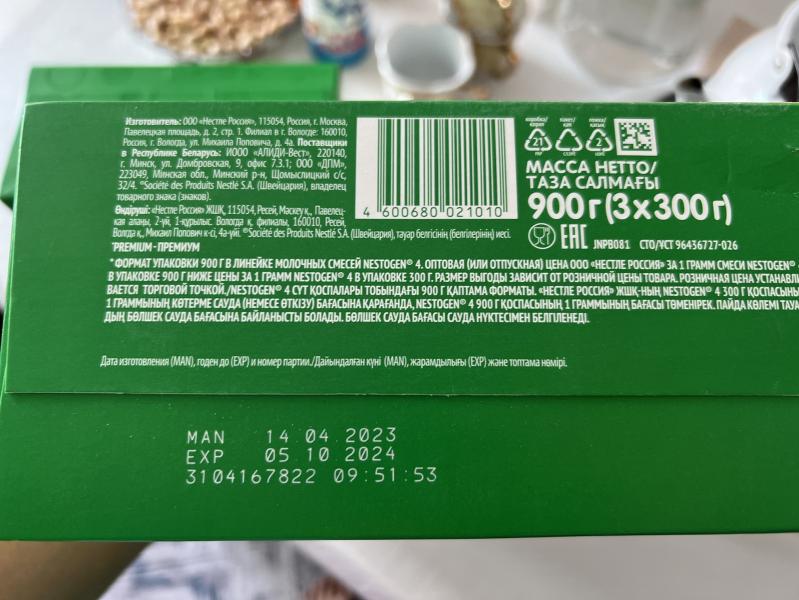 Изготовитель: ООО «Нестле Россия», 115054, Россия, г. Москва,
Павелецкая площадь, д. 2, стр. 1. Филиал в г. Вологде: 160010,
Россия, г. Вологда, ул. Михаила Поповича, д. 4а. Поставщики
в Республику Беларусь: ИООО «АЛИДИ-Вест», 220140,
г. Минск, ул. Домбровская, 9, офис 7.3.1; ООО «ДПМ»,
223049, Минская обл., Минский р-н, Щомыслицкий с/с,
32/4. ®Société des Produits Nestlé S.A. (Швейцария), владелец
товарного знака (знаков).
Өндіруші: «Нестле Россия» ЖШҚ, 115054, Ресей, Мәскеу қ., Павелец-
кая алаңы, 2-үй, 1-құрылыс. Вологда қ. филиалы, 160010, Ресей,
Вологда қ., Михаил Попович к-сі, 4а-үйі. ®Société des Produits Nestlé S.A. (Швейцария), тауар белгісінің (белгілерінің) иесі.
4 600680 021010
21
PAP
2
МАССА НЕТТО/
ТАЗА САЛМАҒЫ
900 г (3x300 г)
EAC JNPB081 СТО/ҰСТ 96436727-026
*PREMIUM - ПРЕМИУМ
* ФОРМАТ УПАКОВКИ 900 Г В ЛИНЕЙКЕ МОЛОЧНЫХ СМЕСЕЙ NESTOGEN® 4. ОПТОВАЯ (ИЛИ ОТПУСКНАЯ) ЦЕНА ООО «НЕСТЛЕ РОССИЯ» ЗА 1 ГРАММ СМЕСИ NESTOGEN®
В УПАКОВКЕ 900 Г НИЖЕ ЦЕНЫ ЗА 1 ГРАММ NESTOGEN® 4 В УПАКОВКЕ 300 Г. РАЗМЕР ВЫГОДЫ ЗАВИСИТ ОТ РОЗНИЧНОЙ ЦЕНЫ ТОВАРА. РОЗНИЧНАЯ ЦЕНА УСТАНАВЛИ
ВАЕТСЯ ТОРГОВОЙ ТОЧКОЙ./NESTOGEN® 4 СҮТ ҚОСПАЛАРЫ ТОБЫНДАҒЫ 900 Г ҚАПТАМА ФОРМАТЫ. «НЕСТЛЕ РОССИЯ» ЖШҚ-НЫҢ NESTOGEN® 4 300 Г ҚОСПАСЫНЫ
1 ГРАММЫНЫҢ КӨТЕРМЕ САУДА (НЕМЕСЕ ӨТКІЗУ) БАҒАСЫНА ҚАРАҒАНДА, NESTOGEN® 4 900 Г ҚОСПАСЫНЫҢ 1 ГРАММЫНЫҢ БАҒАСЫ ТӨМЕНІРЕК. ПАЙДА КӨЛЕМІ ТАУА
ДЫҢ БӨЛШЕК САУДА БАҒАСЫНА БАЙЛАНЫСТЫ БОЛАДЫ. БӨЛШЕК САУДА БАҒАСЫ САУДА НҮКТЕСІМЕН БЕЛГІЛЕНЕДІ.
Дата изготовления (MAN), годен до (EXP) и номер партии./Дайындалған күні (MAN), жарамдылығы (EXP) және топтама нөмірі.
MAN 14.04.2023
EXP 05.10.2024
3104167822 09:51:53